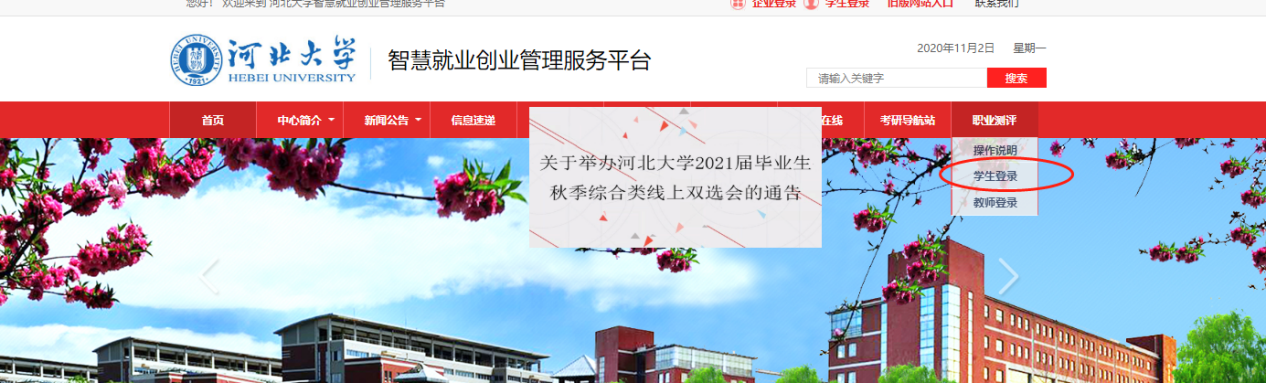 您好! 欢迎来到 河北大学智慧就业创业管理服务平台
企业登录 学生登录 旧版网站入口 联系我们
HEBEI UNIVERSITY
1921
河北大学
HEBEI UNIVERSITY
智慧就业创业管理服务平台
2020年11月2日 星期一
请输入关键字 搜索
首页 中心简介 新闻公告 信息速递 在线 考研导航站 职业测评
操作说明
学生登录
教师登录
关于举办河北大学2021届毕业生
秋季综合类线上双选会的通告